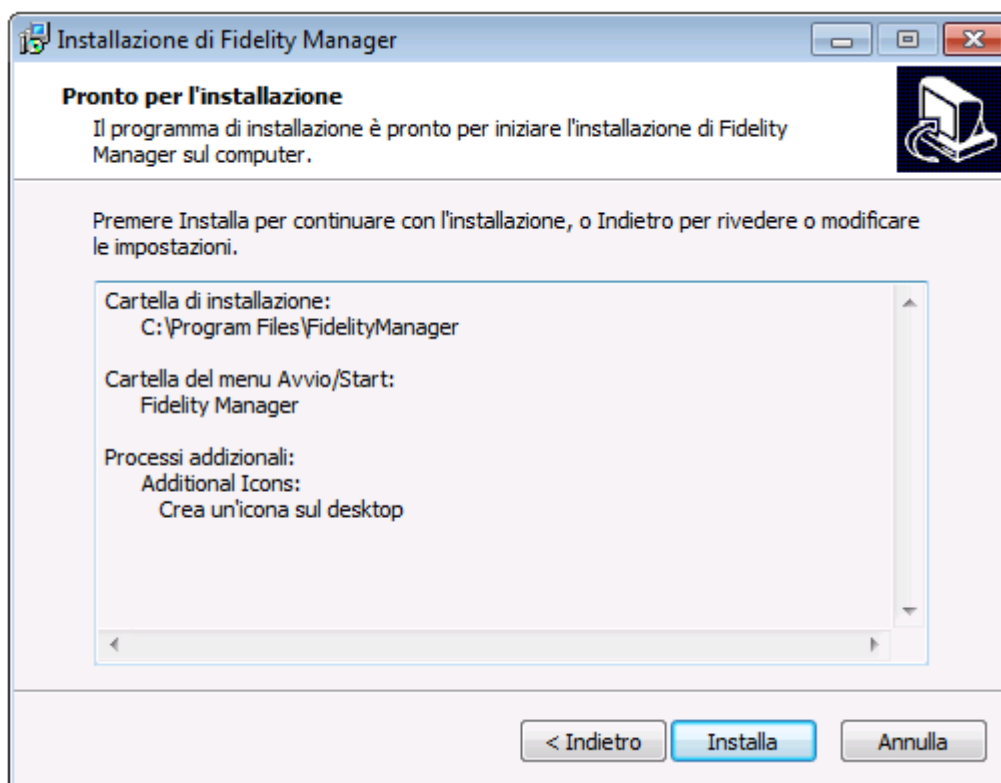 Installazione di Fidelity Manager
Pronto per l'installazione
Il programma di installazione è pronto per iniziare l'installazione di Fidelity
Manager sul computer.
Premere Installa per continuare con l'installazione, o Indietro per rivedere o modificare
le impostazioni.
Cartella di installazione:
C:\Program Files\FidelityManager
Cartella del menu Avvio/Start:
Fidelity Manager
Processi addizionali:
Additional Icons:
Crea un'icona sul desktop
< Indietro
Installa
Annulla